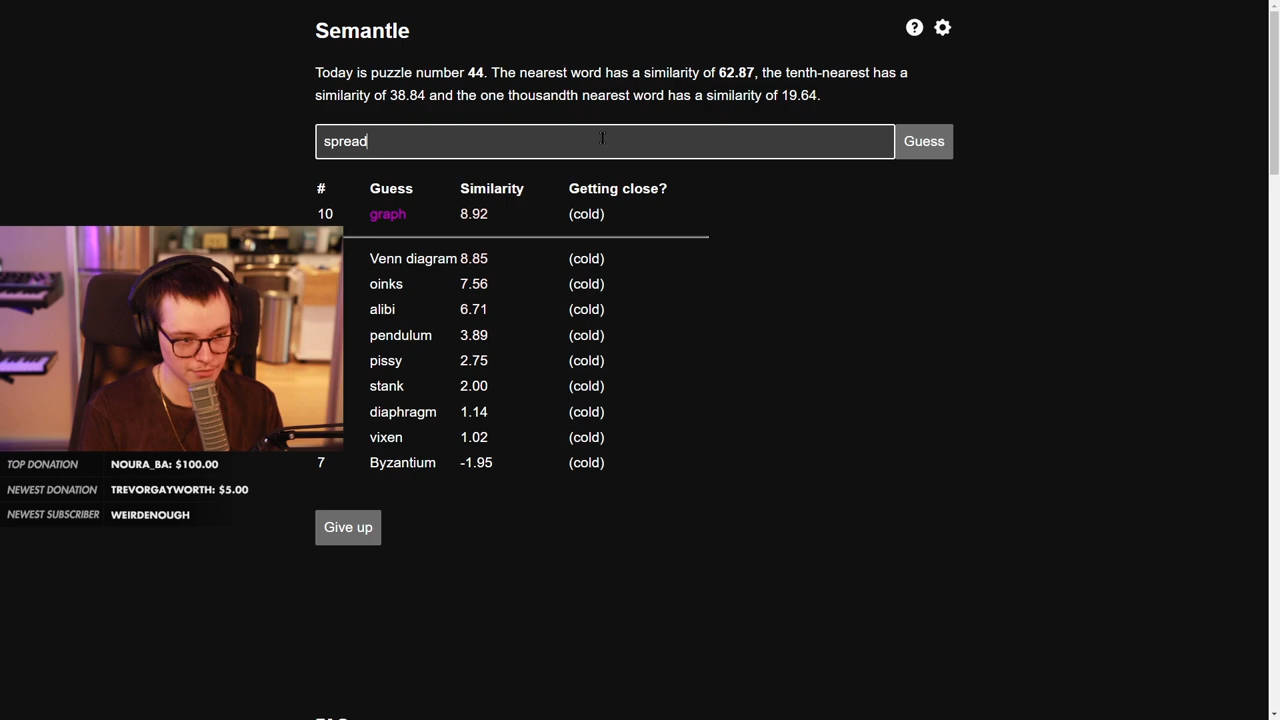 Semantle
Today is puzzle number 44. The nearest word has a similarity of 62.87, the tenth-nearest has a
similarity of 38.84 and the one thousandth nearest word has a similarity of 19.64.
spread Guess
# Guess Similarity Getting close?
10 graph 8.92 (cold)
Venn diagram 8.85 (cold)
oinks 7.56 (cold)
alibi 6.71 (cold)
pendulum 3.89 (cold)
pissy 2.75 (cold)
stank 2.00 (cold)
diaphragm 1.14 (cold)
vixen 1.02 (cold)
7 Byzantium -1.95 (cold)
TOP DONATION NOURA_BA: $100.00
NEWEST DONATION TREVORGAYWORTH: $5.00
NEWEST SUBSCRIBER WEIRDENOUGH
Give up